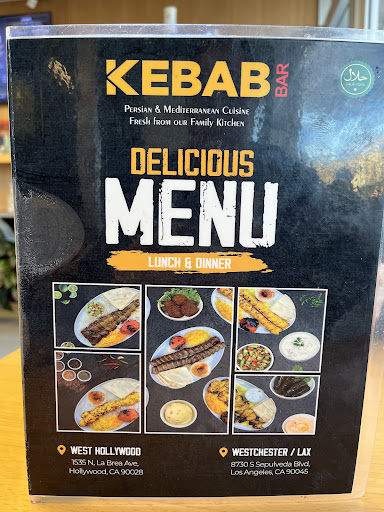 KEBAB BAR
حلال
PERSIAN & MEDITERRANEAN CUISINE
FRESH FROM OUR FAMILY KITCHEN
DELICIOUS
MENU
LUNCH & DINNER
WEST HOLLYWOOD
1535 N, La Brea Ave,
Hollywood, CA 90028
WESTCHESTER / LAX
8730 S Sepulveda Blvd,
Los Angeles, CA 90045